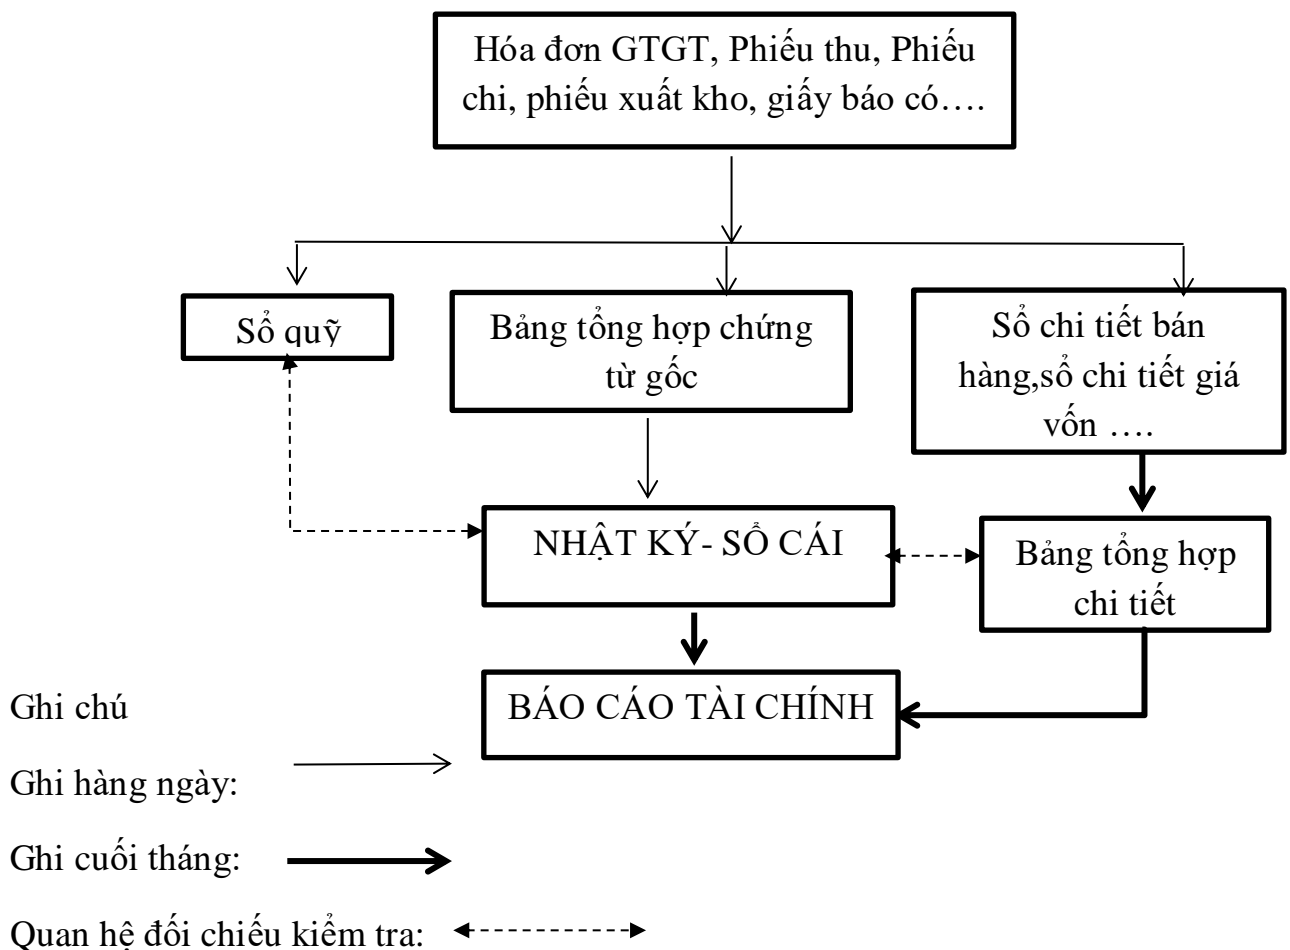 Hóa đơn GTGT, Phiếu thu, Phiếu
chi, phiếu xuất kho, giấy báo có….
Sổ quỹ
Bảng tổng hợp chứng
từ gốc
Sổ chi tiết bán
hàng,sổ chi tiết giá
vốn ….
NHẬT KÝ- SỔ CÁI
Bảng tổng hợp
chi tiết
BÁO CÁO TÀI CHÍNH
Ghi chú
Ghi hàng ngày:
Ghi cuối tháng:
Quan hệ đối chiếu kiểm tra: